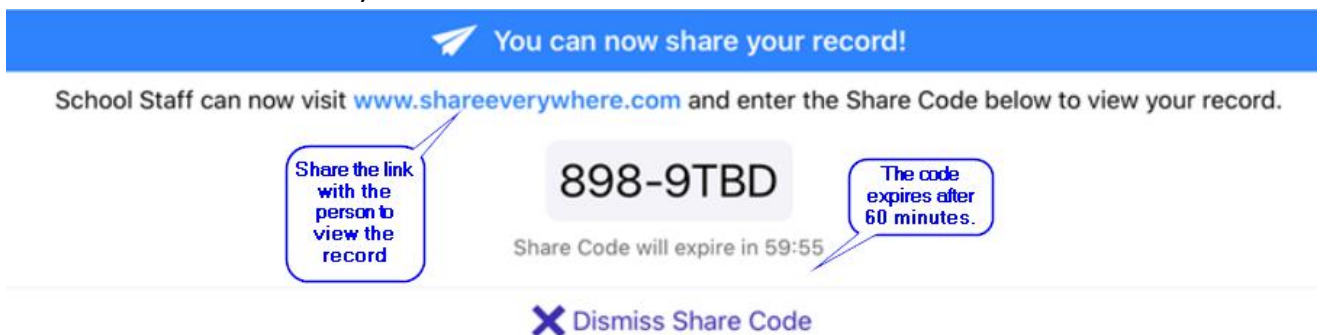 You can now share your record!
School Staff can now visit www.shareeverywhere.com and enter the Share Code below to view your record.
Share the link
with the
person to
view the
record
898-9TBD
The code
expires after
60 minutes.
Share Code will expire in 59:55
Dismiss Share Code